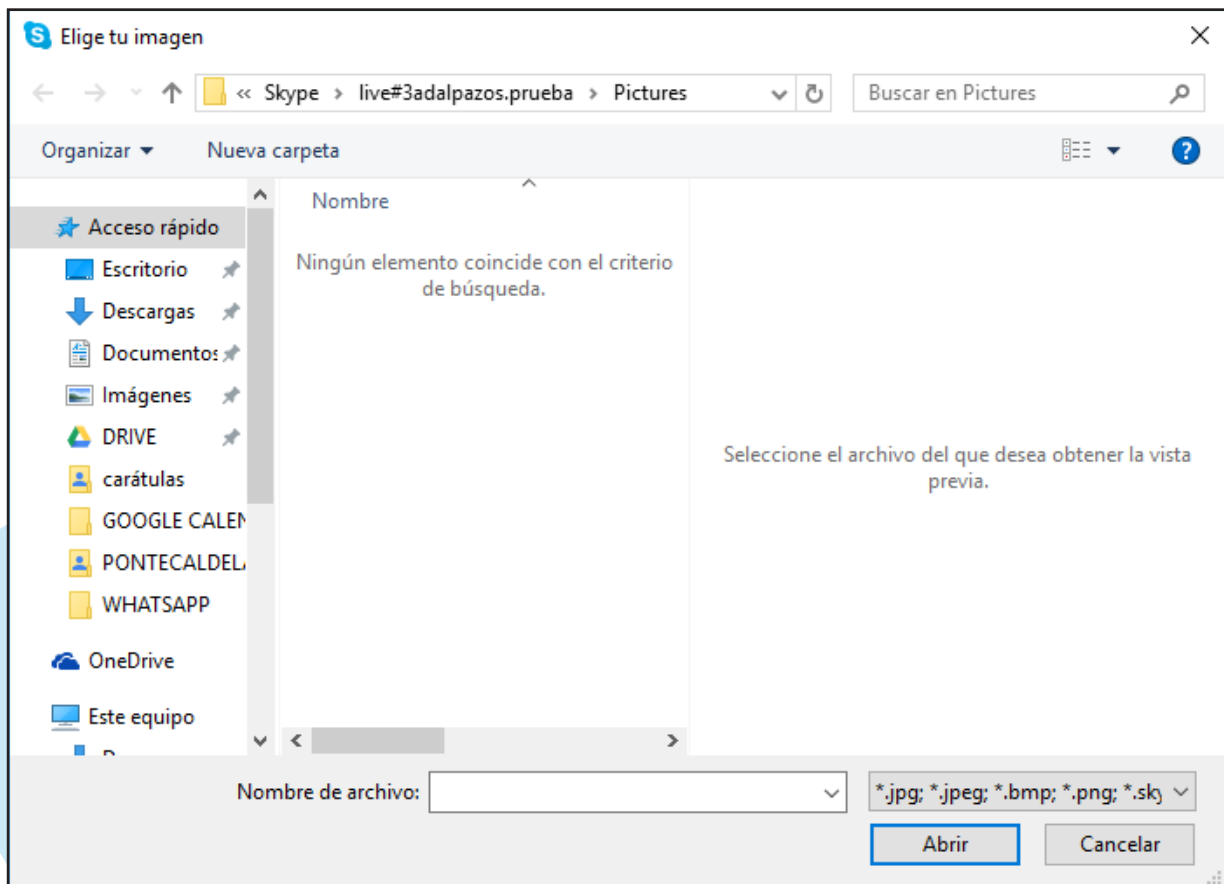 Elige tu imagen
« Skype › live#3adalpazos.prueba › Pictures
Buscar en Pictures
Organizar
Nueva carpeta
Nombre
Ningún elemento coincide con el criterio
de búsqueda.
Acceso rápido
Escritorio
Descargas
Documentos
Imágenes
DRIVE
carátulas
GOOGLE CALEN
PONTECALDEL
WHATSAPP
OneDrive
Este equipo
Seleccione el archivo del que desea obtener la vista
previa.
Nombre de archivo:
*.jpg; *.jpeg; *.bmp; *.png; *.sky
Abrir
Cancelar